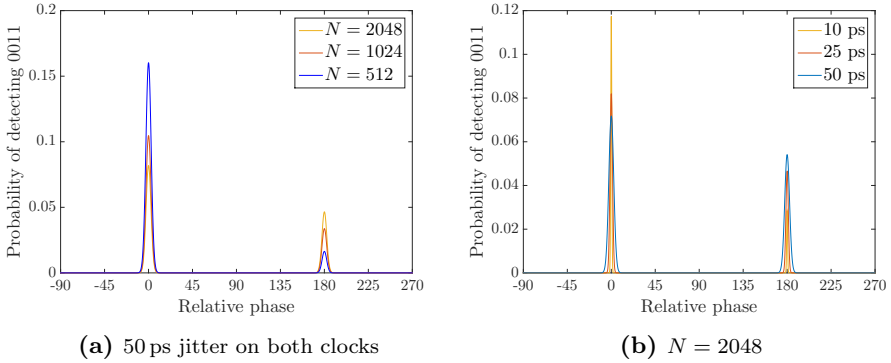 Probability of detecting 0011
0.2
0.15
0.1
0.05
0
-90 -45 0 45 90 135 180 225 270
Relative phase
N = 2048
N = 1024
N = 512
(a) 50 ps jitter on both clocks
Probability of detecting 0011
0.12
0.1
0.08
0.06
0.04
0.02
0
-90 -45 0 45 90 135 180 225 270
Relative phase
10 ps
25 ps
50 ps
(b) N = 2048